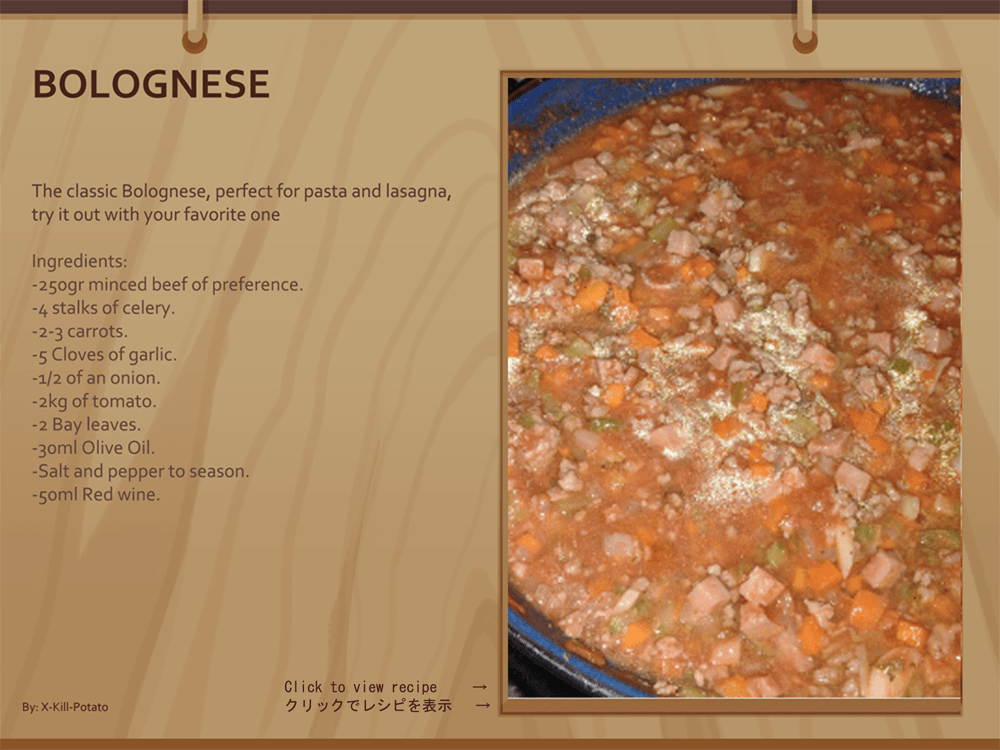 BOLOGNESE
The classic Bolognese, perfect for pasta and lasagna,
try it out with your favorite one
Ingredients:
-250gr minced beef of preference.
-4 stalks of celery.
-2-3 carrots.
-5 Cloves of garlic.
-1/2 of an onion.
-2kg of tomato.
-2 Bay leaves.
-30ml Olive Oil.
-Salt and pepper to season.
-50ml Red wine.
Click to view recipe →
クリックでレシピを表示 →
By: X-Kill-Potato